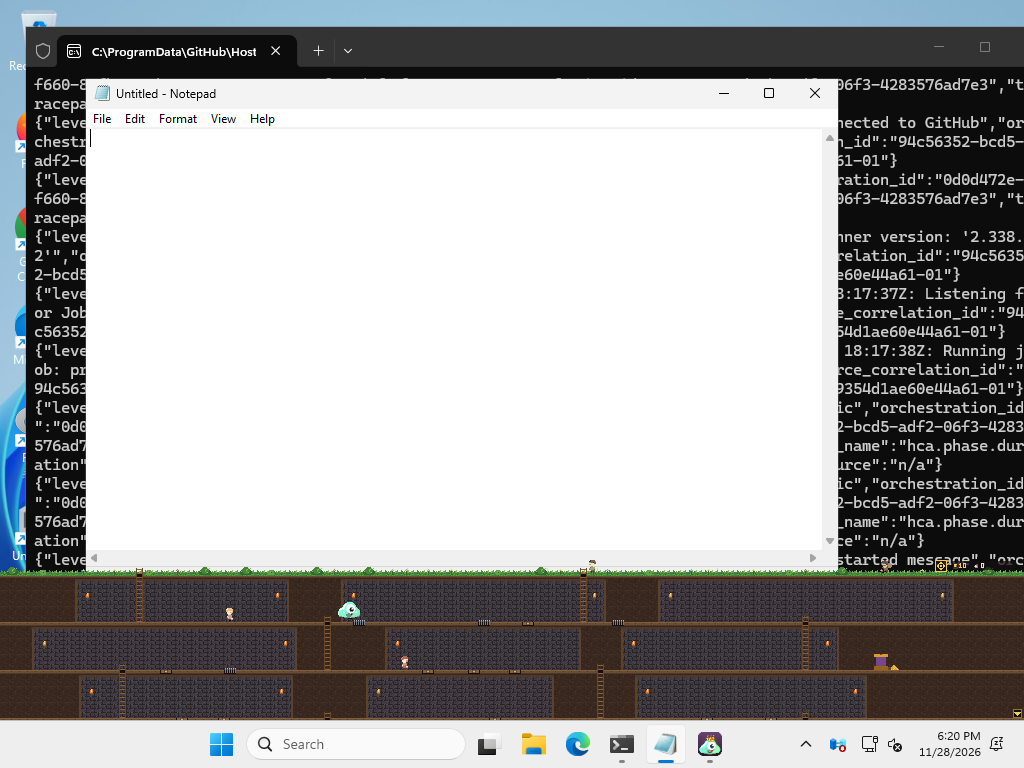 C:\ProgramData\GitHub\Host
Untitled - Notepad
File Edit Format View Help
racepa
{"leve nected to GitHub","or
chestr n_id":"94c56352-bcd5-
adf2-0 61-01"}
{"leve ration_id":"0d0d472e-
f660-8 06f3-4283576ad7e3","t
racepa
{"leve nner version: '2.338.
2'","o relation_id":"94c5635
2-bcd5 e60e44a61-01"}
{"leve 8:17:37Z: Listening f
or Job e_correlation_id":"94
c56352 54d1ae60e44a61-01"}
{"leve 18:17:38Z: Running j
ob: pr rce_correlation_id":"
94c563 9354d1ae60e44a61-01"}
{"leve ic","orchestration_id
":"0d0 2-bcd5-adf2-06f3-4283
576ad7 _name":"hca.phase.dur
ation" urce":"n/a"}
{"leve ic","orchestration_id
":"0d0 2-bcd5-adf2-06f3-4283
576ad7 _name":"hca.phase.dur
ation" rce":"n/a"}
{"leve started message","orc
Search
6:20 PM
11/28/2026